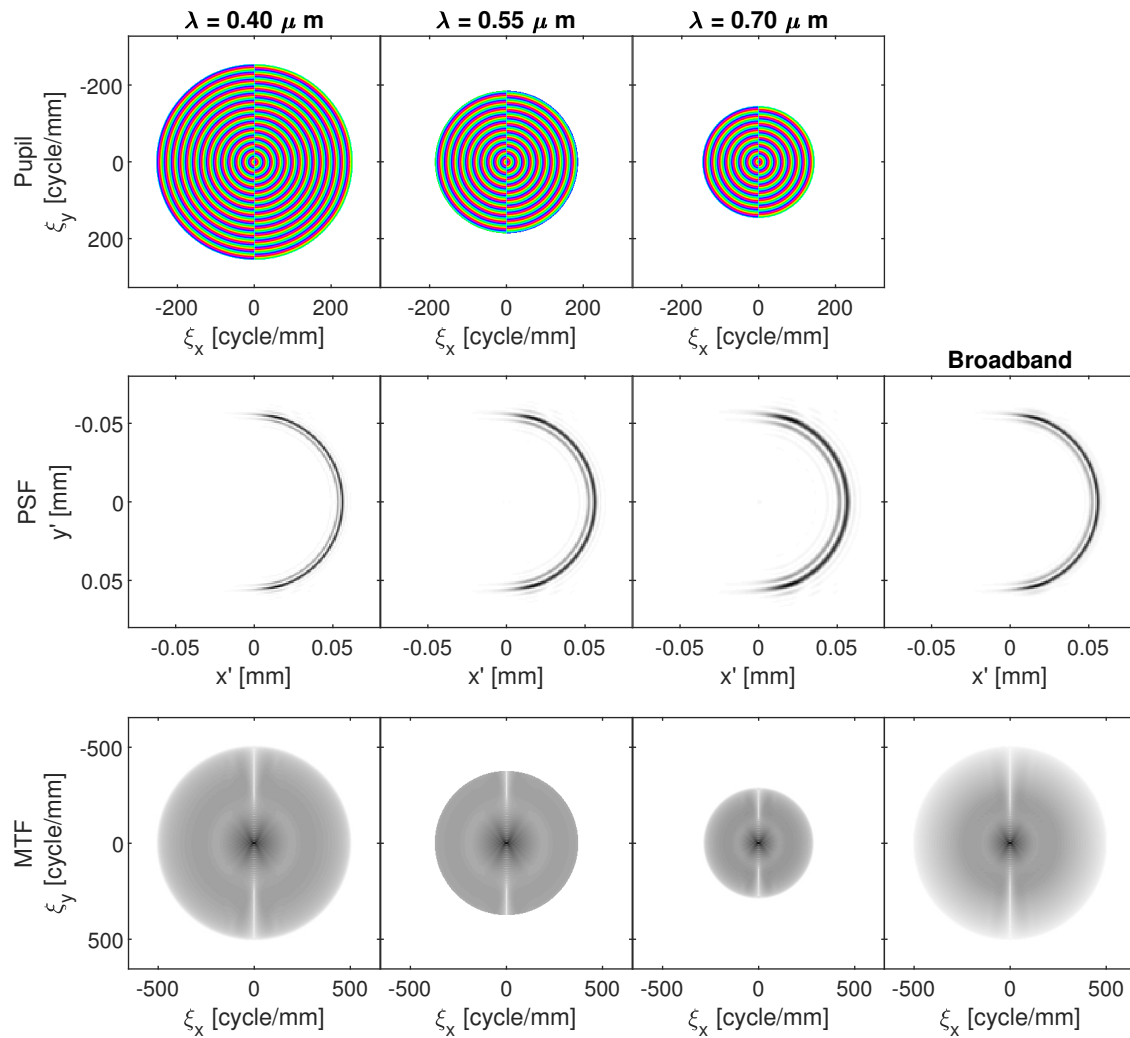 λ = 0.40 μ m
λ = 0.55 μ m
λ = 0.70 μ m
Pupil
ξy [cycle/mm]
-200
0
200
-200 0 200
-200 0 200
-200 0 200
ξx [cycle/mm]
ξx [cycle/mm]
ξx [cycle/mm]
Broadband
PSF
y' [mm]
-0.05
0
0.05
-0.05 0 0.05
-0.05 0 0.05
-0.05 0 0.05
-0.05 0 0.05
x' [mm]
x' [mm]
x' [mm]
x' [mm]
MTF
ξy [cycle/mm]
-500
0
500
-500 0 500
-500 0 500
-500 0 500
-500 0 500
ξx [cycle/mm]
ξx [cycle/mm]
ξx [cycle/mm]
ξx [cycle/mm]